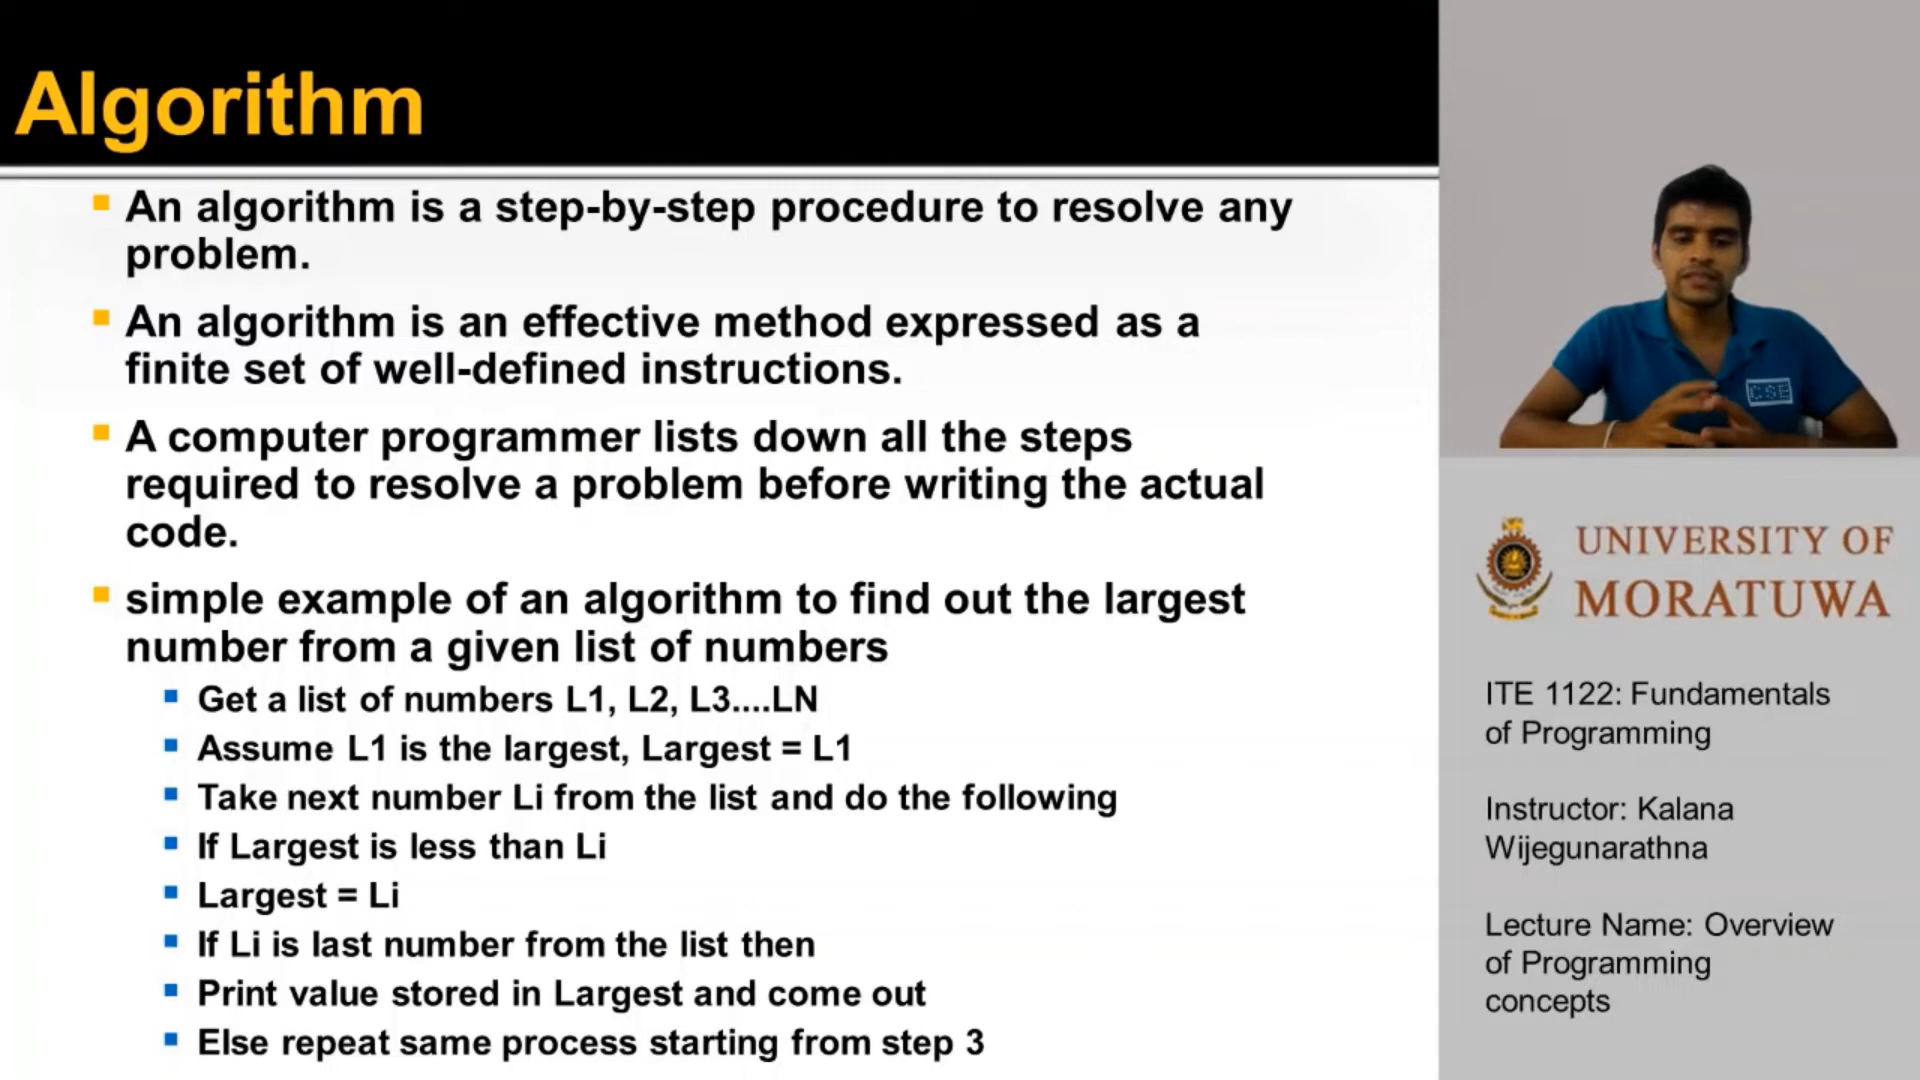 Algorithm
An algorithm is a step-by-step procedure to resolve any
problem.
An algorithm is an effective method expressed as a
finite set of well-defined instructions.
A computer programmer lists down all the steps
required to resolve a problem before writing the actual
code.
simple example of an algorithm to find out the largest
number from a given list of numbers
Get a list of numbers L1, L2, L3....LN
Assume L1 is the largest, Largest = L1
Take next number Li from the list and do the following
If Largest is less than Li
Largest = Li
If Li is last number from the list then
Print value stored in Largest and come out
Else repeat same process starting from step 3
CSE
UNIVERSITY OF
MORATUWA
ITE 1122: Fundamentals
of Programming
Instructor: Kalana
Wijegunarathna
Lecture Name: Overview
of Programming
concepts